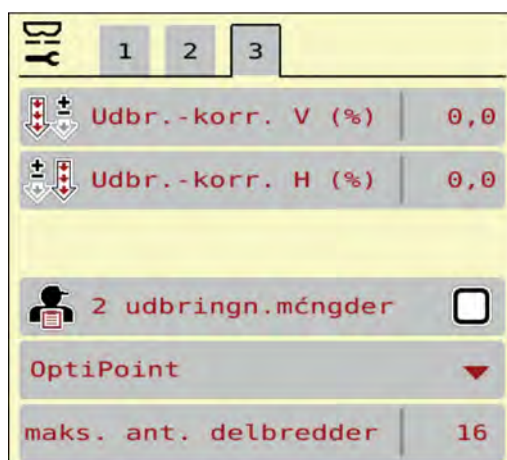 1 2 3
Udbr.-korr. V (%) 0,0
Udbr.-korr. H (%) 0,0
2 udbringn.mćngder
OptiPoint
maks. ant. delbredder 16